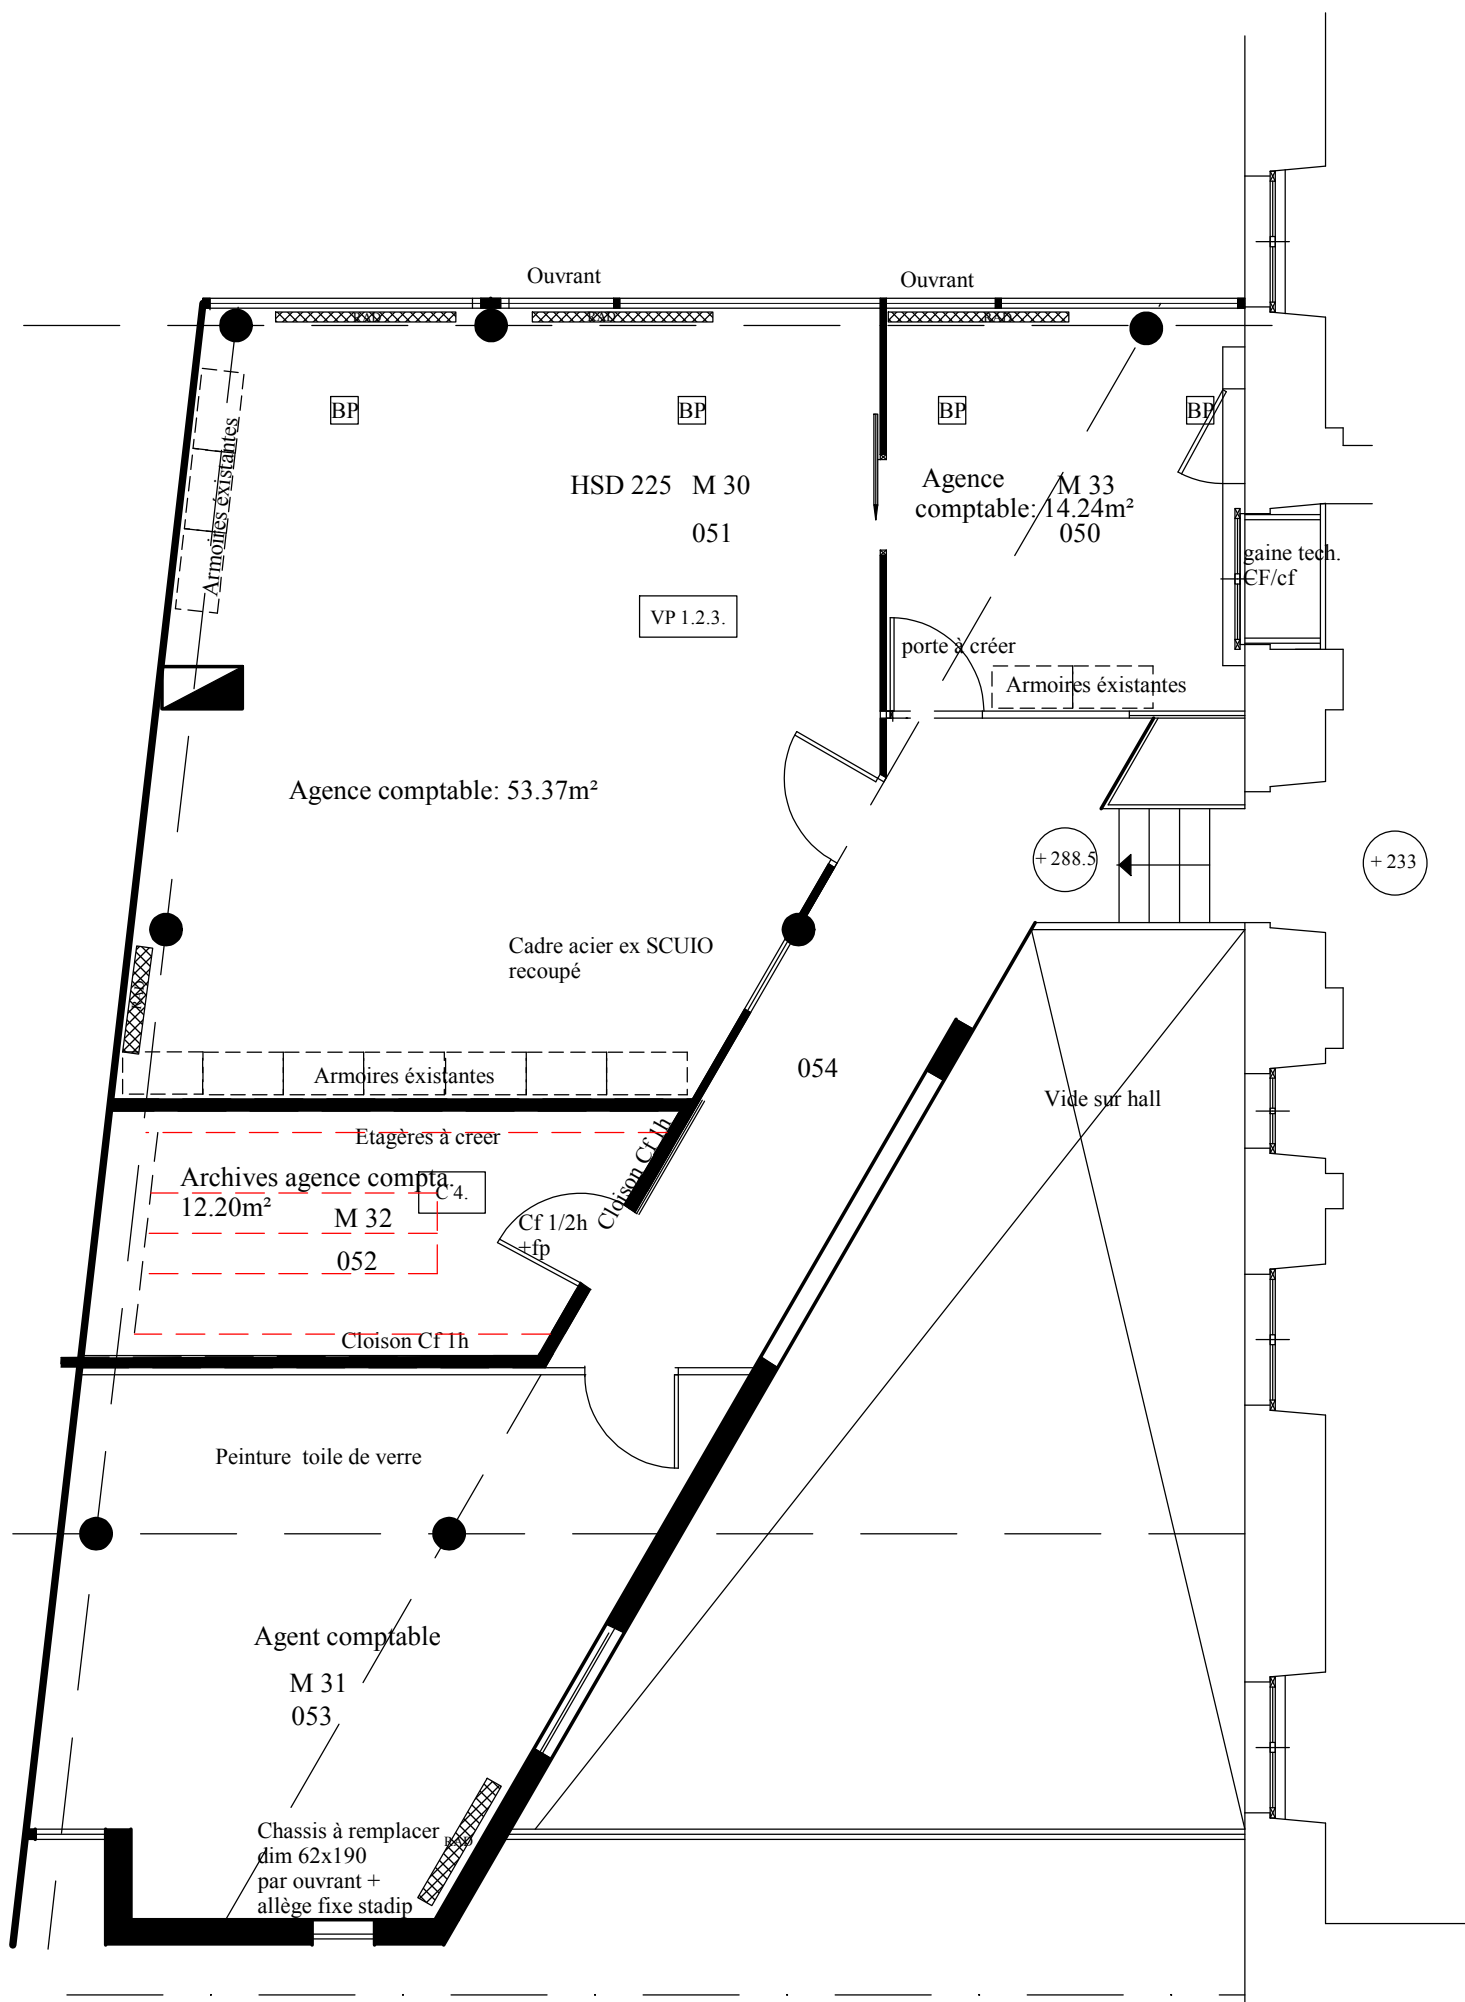 Ouvrant
Ouvrant
RAD
RAD
RAD
BP
BP
BP
BP
Armoires éxistantes
HSD 225 M 30
051
Agence
comptable: 14.24m²
M 33
050
gaine tech.
CF/cf
VP 1.2.3.
porte à créer
Armoires éxistantes
Agence comptable: 53.37m²
+ 288.5
+ 233
Cadre acier ex SCUIO
recoupé
054
Armoires éxistantes
Vide sur hall
Etagères à creer
Cloison Cf 1h
Archives agence compta.
12.20m²
C 4.
M 32
052
Cf 1/2h
+fp
Cloison Cf 1h
Peinture toile de verre
Agent comptable
M 31
053
Chassis à remplacer
dim 62x190
par ouvrant +
allège fixe stadip
RAD